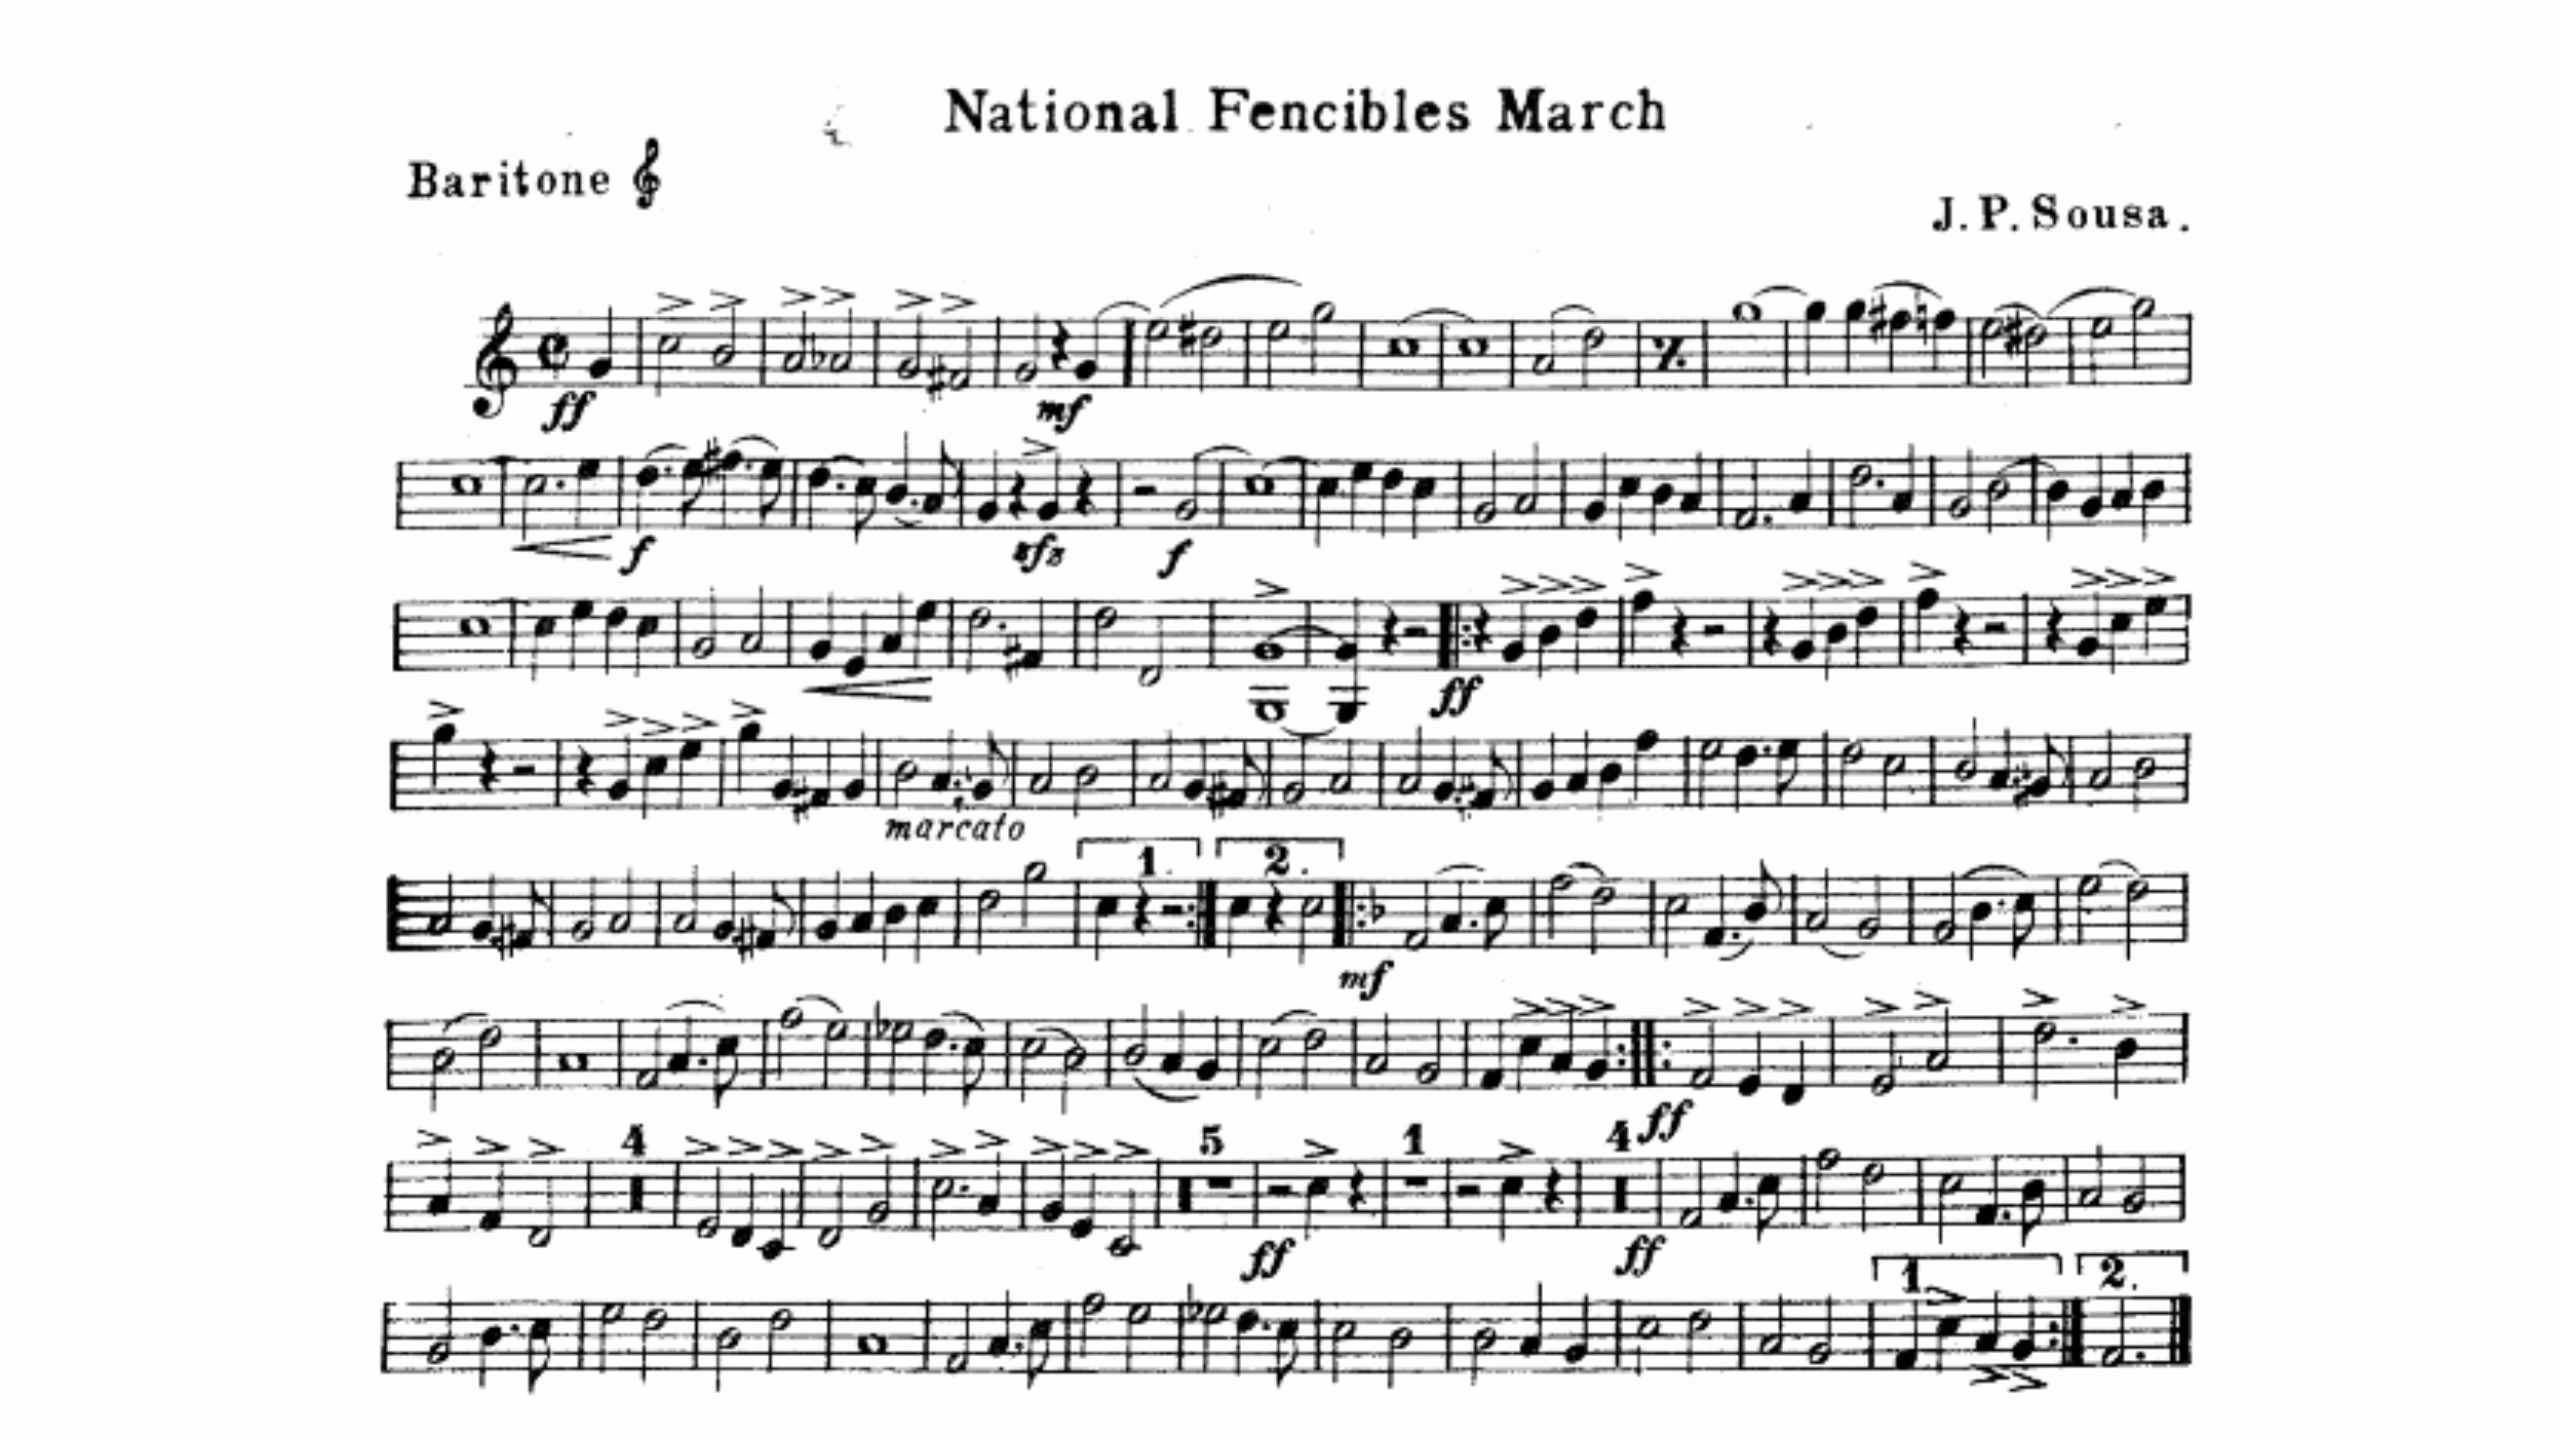 National Fencibles March
Baritone
J. P. Sousa.
ff mf
f sfz f
ff
marcato
1. 2.
mf
ff
4 5 1 4
ff ff
1. 2.